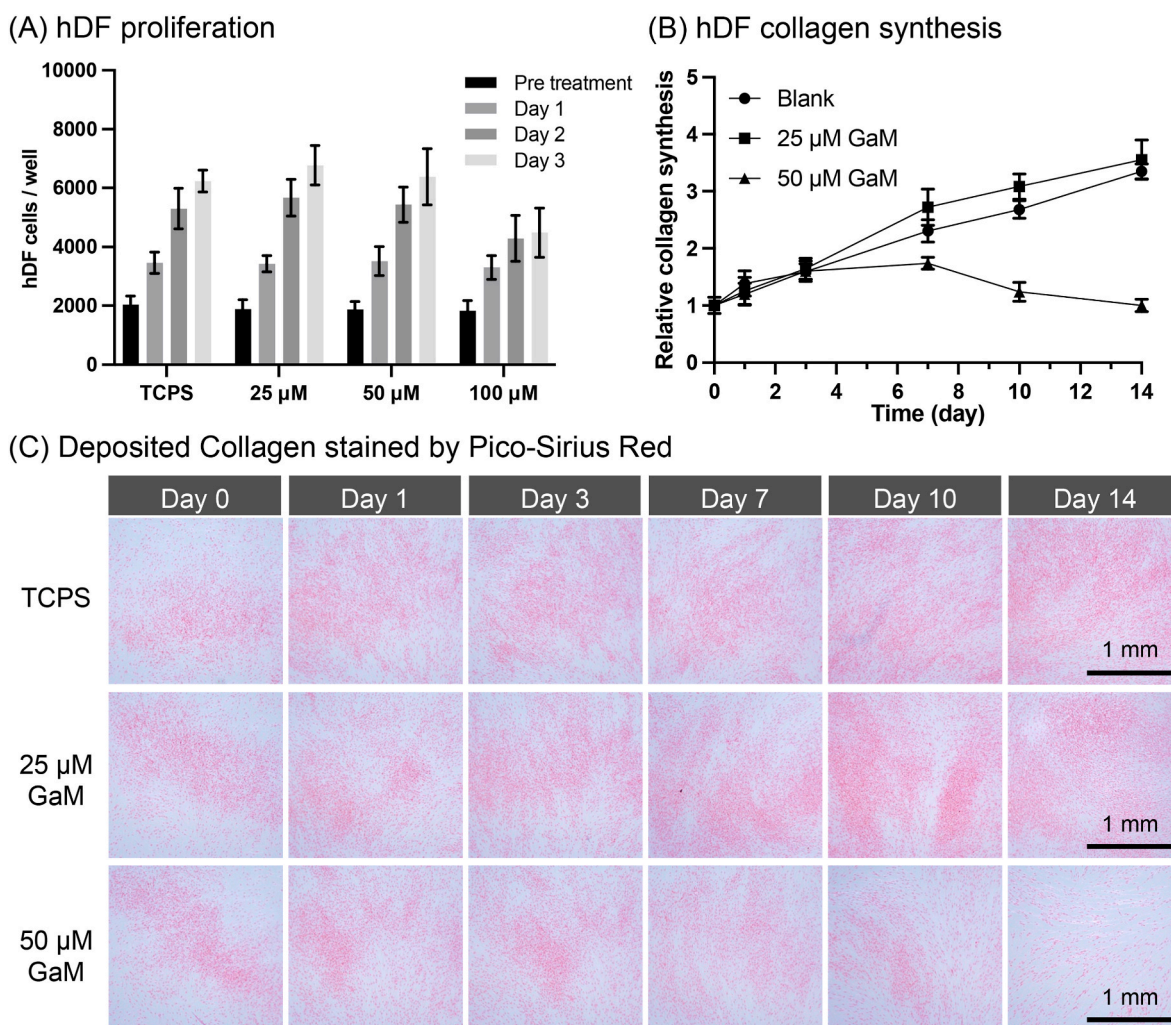 (A) hDF proliferation
10000
8000
6000
4000
2000
0
hDF cells / well
Pre treatment
Day 1
Day 2
Day 3
TCPS
25 µM
50 µM
100 µM
(B) hDF collagen synthesis
5
4
3
2
1
0
Relative collagen synthesis
Blank
25 µM GaM
50 µM GaM
0 2 4 6 8 10 12 14
Time (day)
(C) Deposited Collagen stained by Pico-Sirius Red
Day 0
Day 1
Day 3
Day 7
Day 10
Day 14
TCPS
1 mm
25 µM
GaM
1 mm
50 µM
GaM
1 mm